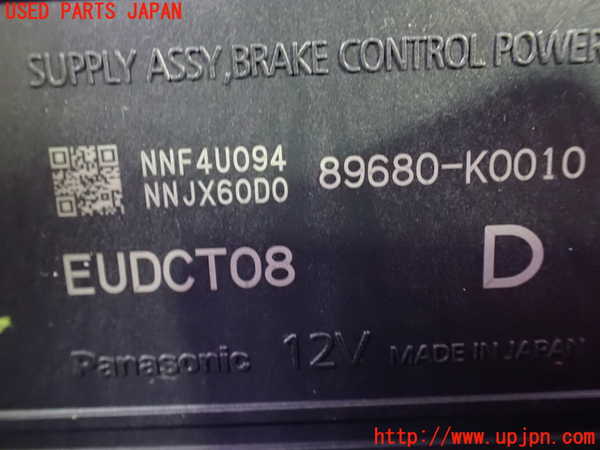 USED PARTS JAPAN
SUPPLY ASSY,BRAKE CONTROL POWER
NNF4U094
NNJX60D0
89680-K0010
EUDCT08
D
Panasonic 12V MADE IN JAPAN
http://www.upjpn.com/